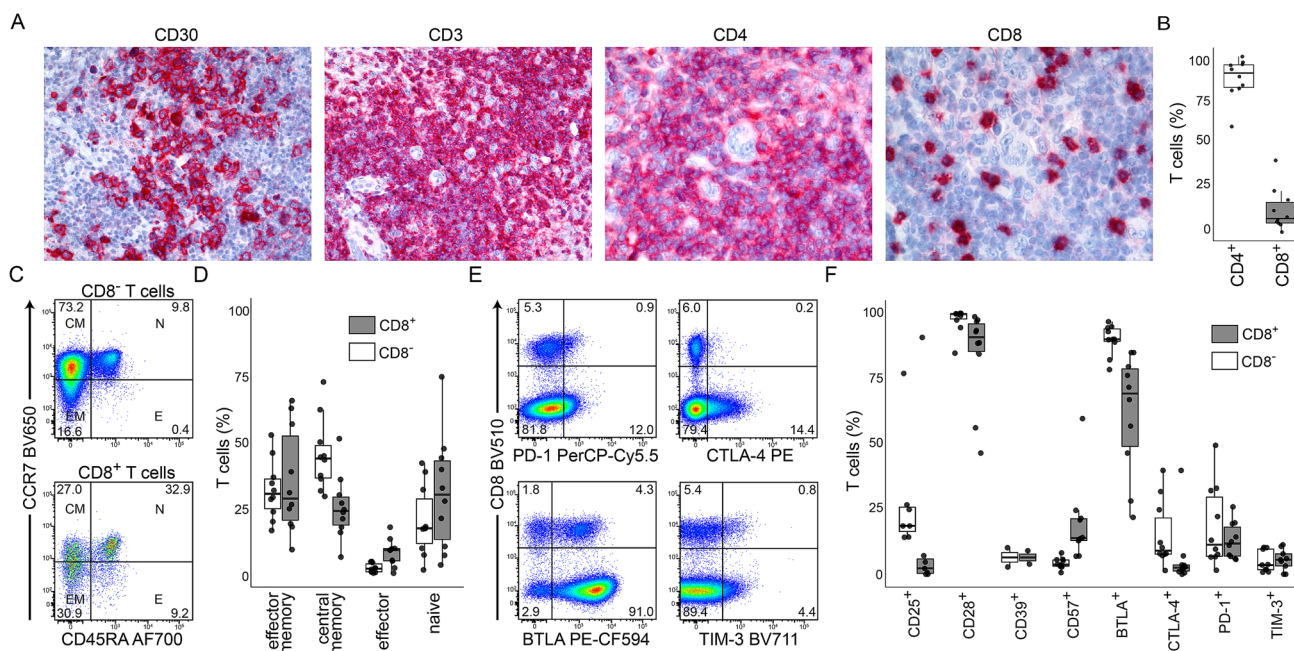 A
CD30
CD3
CD4
CD8
B
T cells (%)
100
75
50
25
0
CD4+
CD8+
C
CD8- T cells
73.2
9.8
CM
N
EM
E
16.6
0.4
CD8+ T cells
27.0
32.9
CM
N
EM
E
30.9
9.2
CCR7 BV650
CD45RA AF700
D
T cells (%)
100
75
50
25
0
CD8+
CD8-
effector memory
central memory
effector
naive
E
CD8 BV510
5.3
0.9
81.8
12.0
PD-1 PerCP-Cy5.5
6.0
0.2
79.4
14.4
CTLA-4 PE
1.8
4.3
12.9
91.0
BTLA PE-CF594
5.4
0.8
89.4
4.4
TIM-3 BV711
F
T cells (%)
100
75
50
25
0
CD8+
CD8-
CD25+
CD28+
CD39+
CD57+
BTLA+
CTLA-4+
PD-1+
TIM-3+